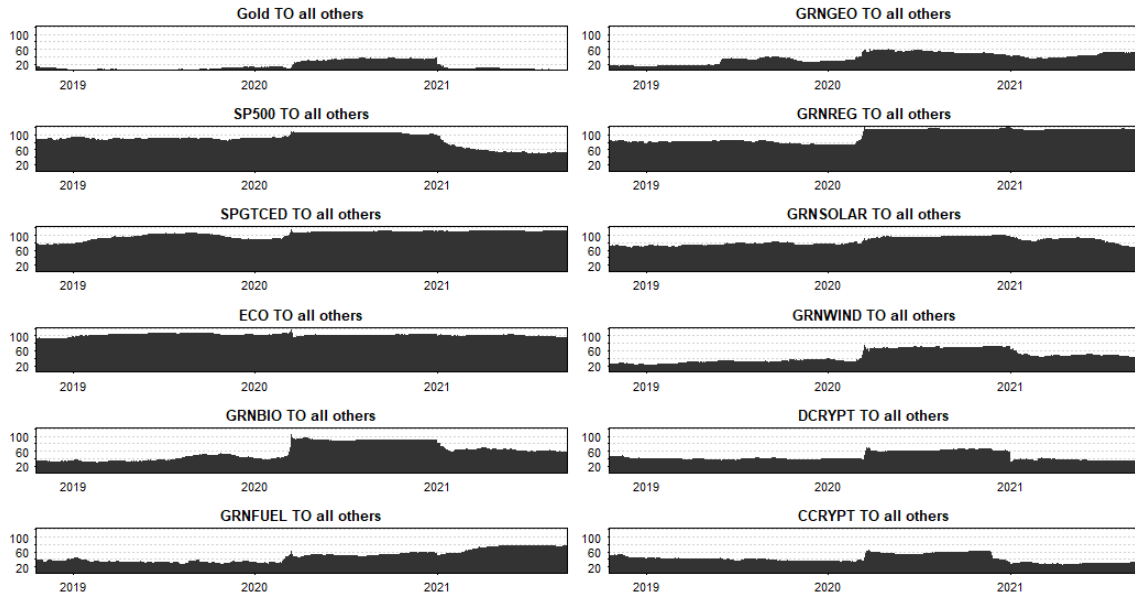 Gold TO all others
100
60
20
2019 2020 2021
SP500 TO all others
100
60
20
2019 2020 2021
SPGTCED TO all others
100
60
20
2019 2020 2021
ECO TO all others
100
60
20
2019 2020 2021
GRNBIO TO all others
100
60
20
2019 2020 2021
GRNFUEL TO all others
100
60
20
2019 2020 2021
GRNGEO TO all others
100
60
20
2019 2020 2021
GRNREG TO all others
100
60
20
2019 2020 2021
GRNSOLAR TO all others
100
60
20
2019 2020 2021
GRNWIND TO all others
100
60
20
2019 2020 2021
DCRYPT TO all others
100
60
20
2019 2020 2021
CCRYPT TO all others
100
60
20
2019 2020 2021